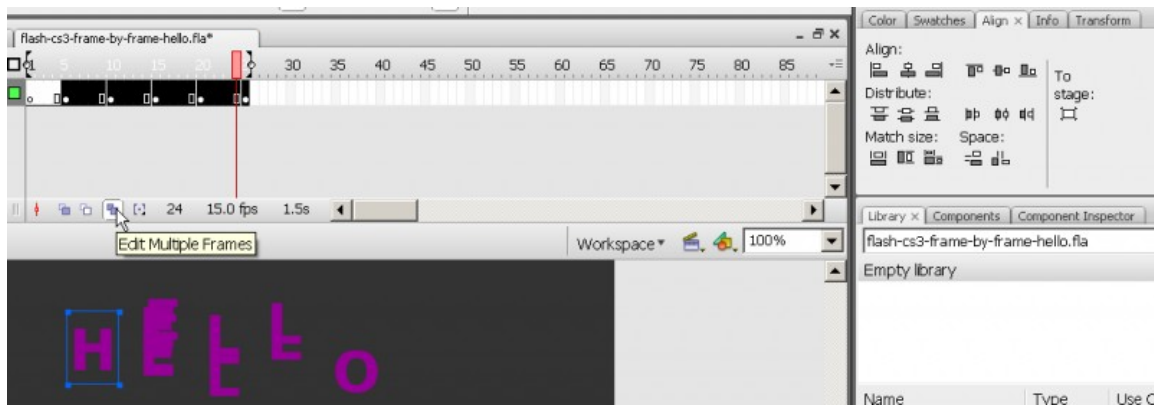 flash-cs3-frame-by-frame-hello.fla*
1 5 10 15 20 30 35 40 45 50 55 60 65 70 75 80 85
24 15.0 fps 1.5s
Edit Multiple Frames
Workspace 100%
H E L L O
Color Swatches Align × Info Transform
Align:
To stage:
Distribute:
Match size: Space:
Library × Components Component Inspector
flash-cs3-frame-by-frame-hello.fla
Empty library
Name Type Use C